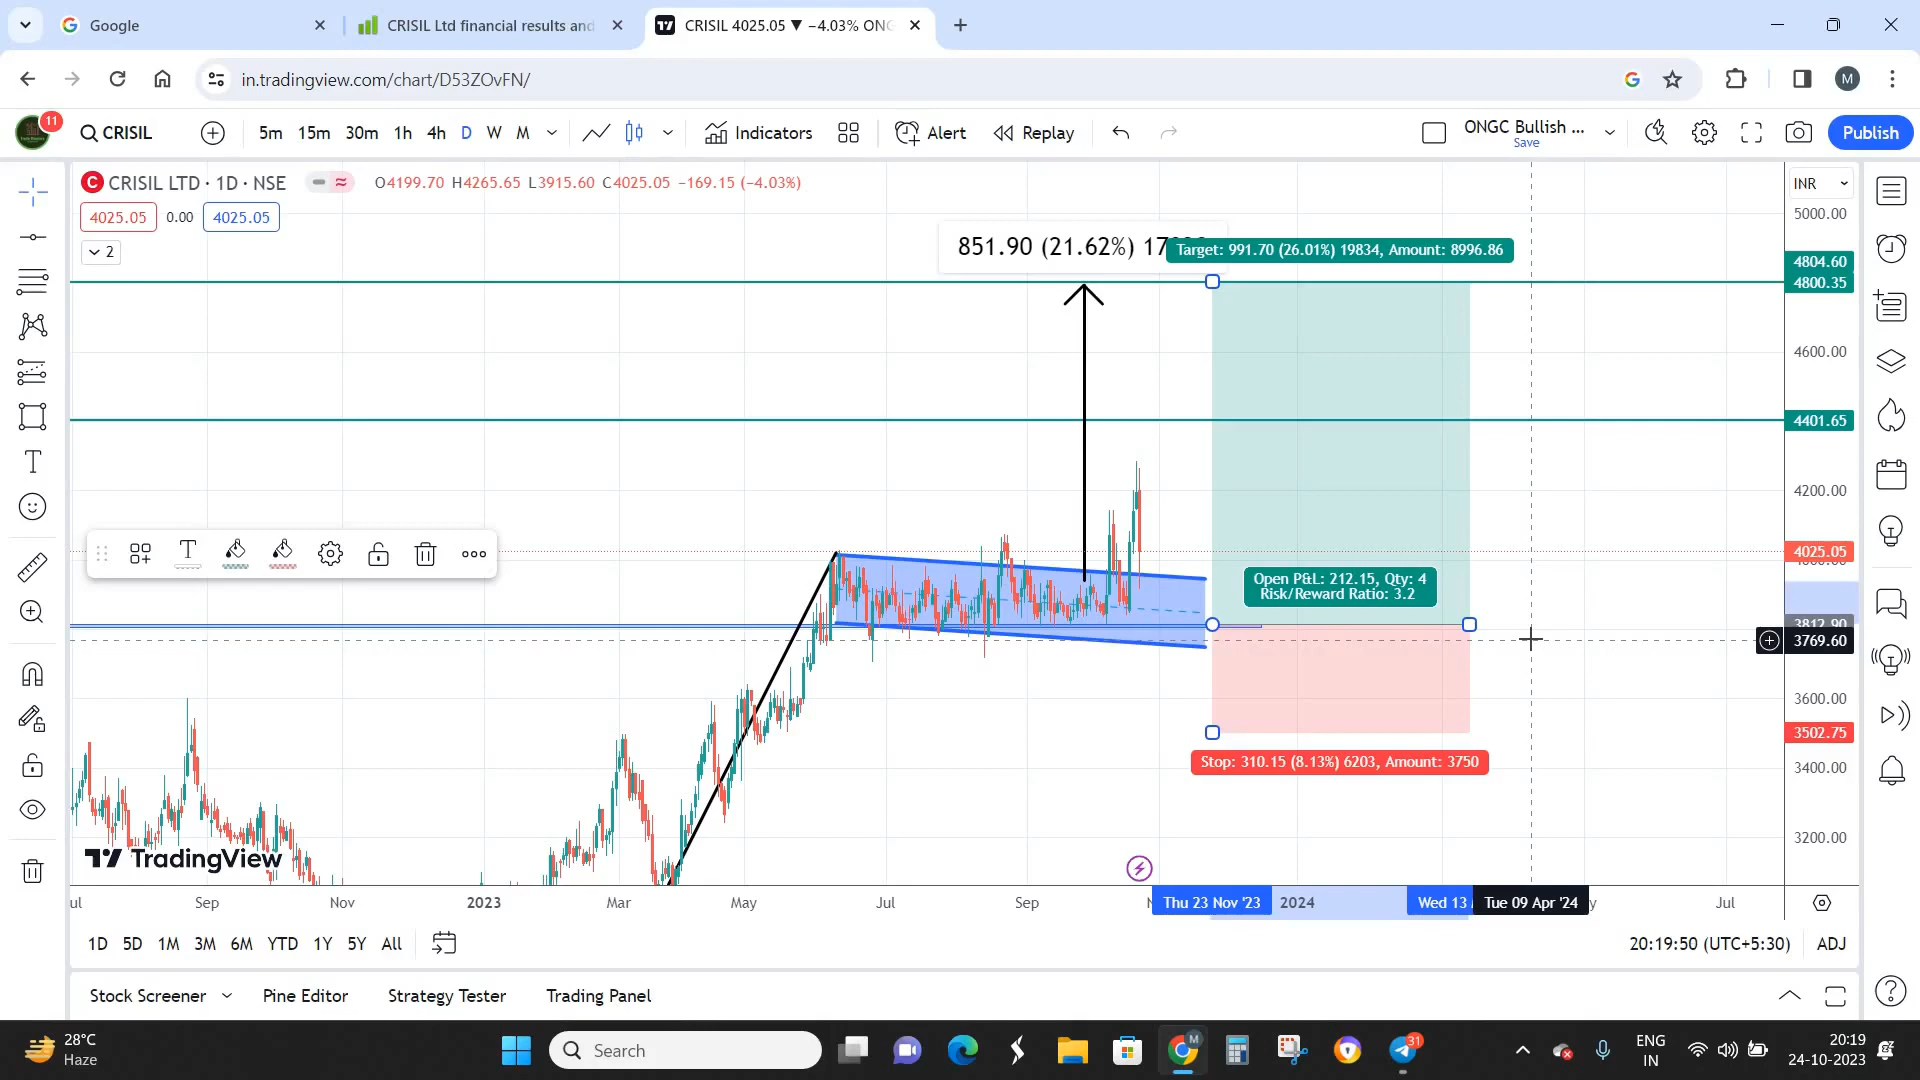 Google
CRISIL Ltd financial results and
CRISIL 4025.05 ▼ −4.03% ONG
in.tradingview.com/chart/D53ZOvFN/
M
11
CRISIL
5m 15m 30m 1h 4h D W M
Indicators
Alert
Replay
ONGC Bullish ...
Save
Publish
CRISIL LTD · 1D · NSE
O4199.70 H4265.65 L3915.60 C4025.05 −169.15 (−4.03%)
INR
4025.05 0.00 4025.05
2
5000.00
851.90 (21.62%)
Target: 991.70 (26.01%) 19834, Amount: 8996.86
4804.60
4800.35
4600.00
4401.65
4200.00
4025.05
4000.00
Open P&L: 212.15, Qty: 4
Risk/Reward Ratio: 3.2
3812.90
3769.60
3600.00
3502.75
Stop: 310.15 (8.13%) 6203, Amount: 3750
3400.00
3200.00
TradingView
Sep Nov 2023 Mar May Jul Sep Thu 23 Nov '23 2024 Wed 13 Tue 09 Apr '24 Jul
1D 5D 1M 3M 6M YTD 1Y 5Y All
20:19:50 (UTC+5:30) ADJ
Stock Screener Pine Editor Strategy Tester Trading Panel
28°C
Haze
Search
M
31
ENG
IN
20:19
24-10-2023